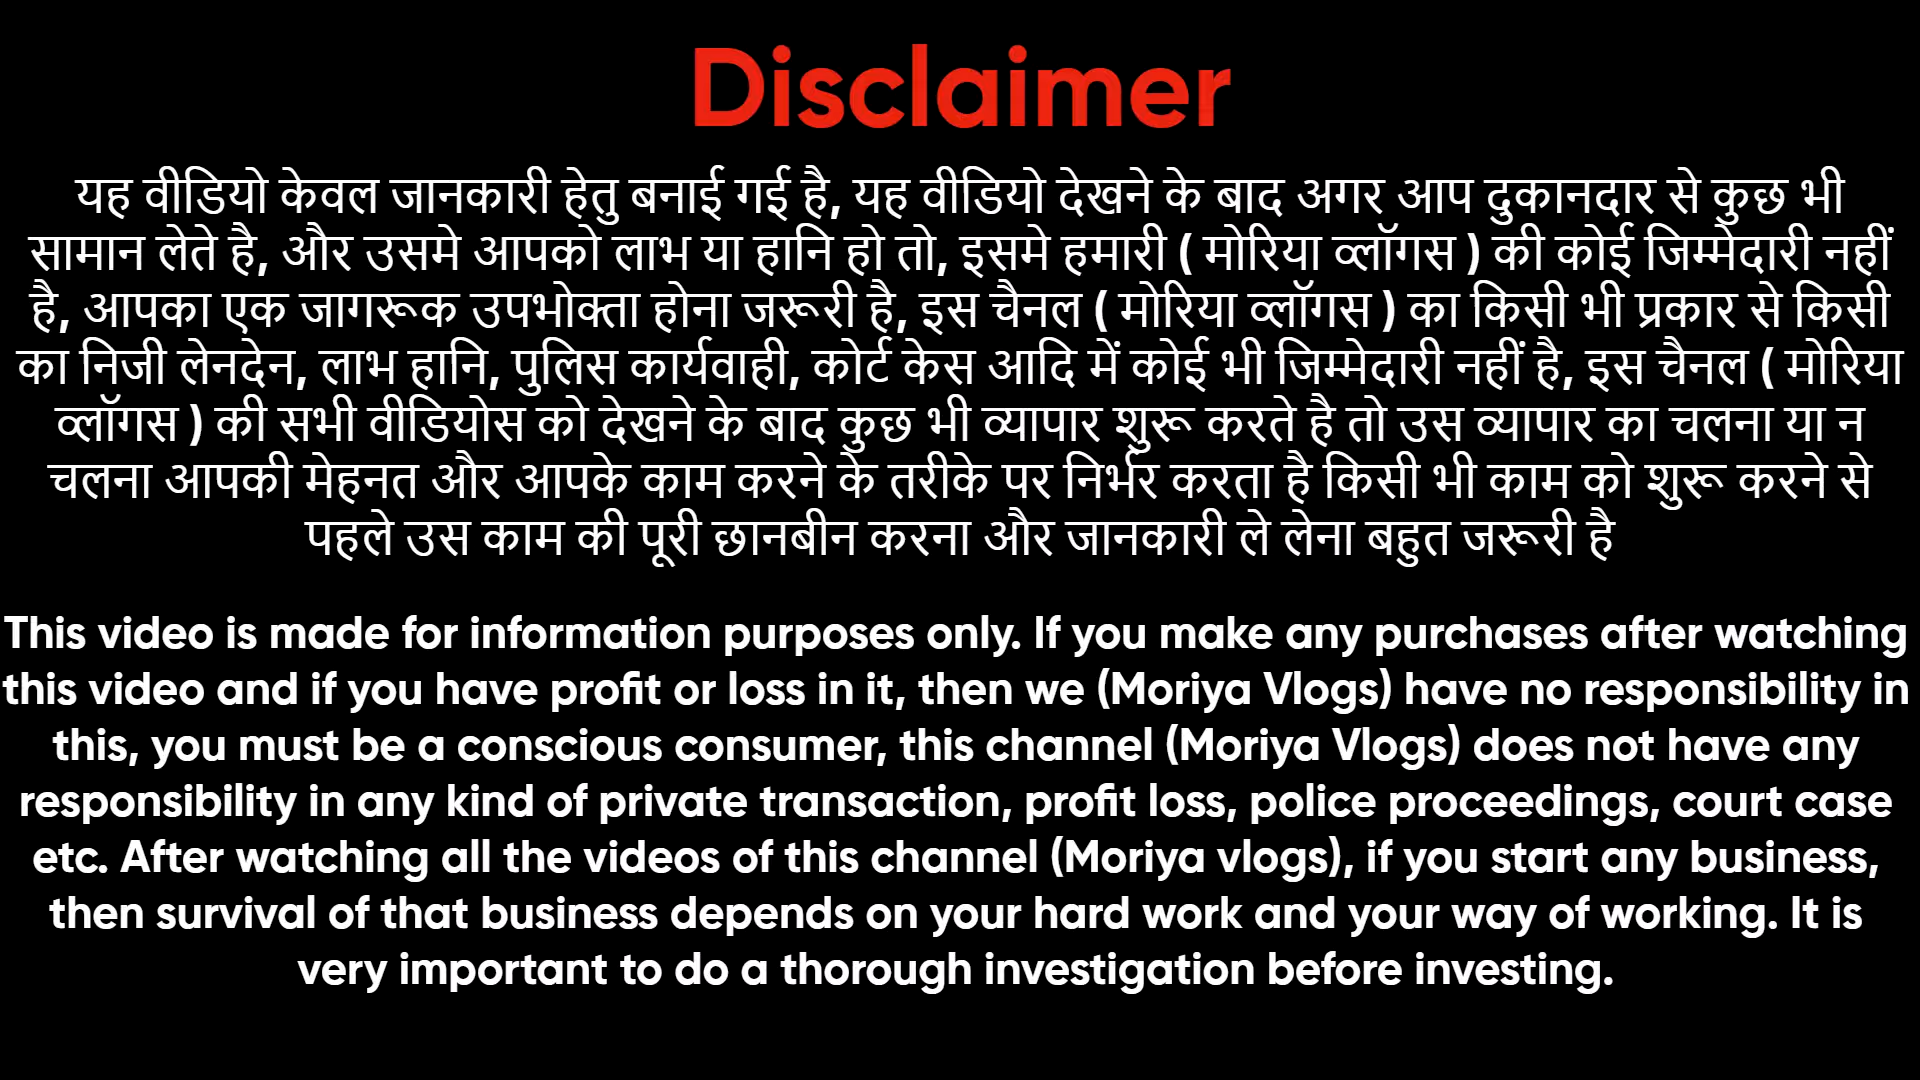 Disclaimer
यह वीडियो केवल जानकारी हेतु बनाई गई है, यह वीडियो देखने के बाद अगर आप दुकानदार से कुछ भी
सामान लेते है, और उसमे आपको लाभ या हानि हो तो, इसमे हमारी ( मोरिया व्लॉगस ) की कोई जिम्मेदारी नहीं
है, आपका एक जागरूक उपभोक्ता होना जरूरी है, इस चैनल ( मोरिया व्लॉगस ) का किसी भी प्रकार से किसी
का निजी लेनदेन, लाभ हानि, पुलिस कार्यवाही, कोर्ट केस आदि में कोई भी जिम्मेदारी नहीं है, इस चैनल ( मोरिया
व्लॉगस ) की सभी वीडियोस को देखने के बाद कुछ भी व्यापार शुरू करते है तो उस व्यापार का चलना या न
चलना आपकी मेहनत और आपके काम करने के तरीके पर निर्भर करता है किसी भी काम को शुरू करने से
पहले उस काम की पूरी छानबीन करना और जानकारी ले लेना बहुत जरूरी है
This video is made for information purposes only. If you make any purchases after watching
this video and if you have profit or loss in it, then we (Moriya Vlogs) have no responsibility in
this, you must be a conscious consumer, this channel (Moriya Vlogs) does not have any
responsibility in any kind of private transaction, profit loss, police proceedings, court case
etc. After watching all the videos of this channel (Moriya vlogs), if you start any business,
then survival of that business depends on your hard work and your way of working. It is
very important to do a thorough investigation before investing.